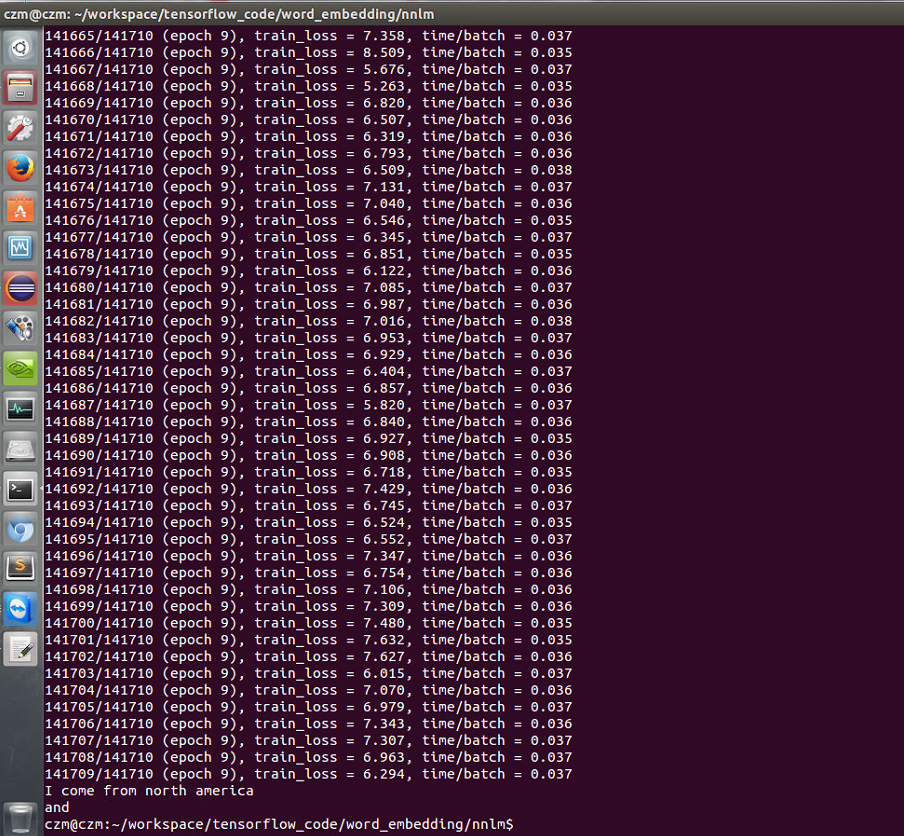 czm@czm: ~/workspace/tensorflow_code/word_embedding/nnlm
141665/141710 (epoch 9), train_loss = 7.358, time/batch = 0.037
141666/141710 (epoch 9), train_loss = 8.509, time/batch = 0.035
141667/141710 (epoch 9), train_loss = 5.676, time/batch = 0.037
141668/141710 (epoch 9), train_loss = 5.263, time/batch = 0.035
141669/141710 (epoch 9), train_loss = 6.820, time/batch = 0.036
141670/141710 (epoch 9), train_loss = 6.507, time/batch = 0.036
141671/141710 (epoch 9), train_loss = 6.319, time/batch = 0.036
141672/141710 (epoch 9), train_loss = 6.793, time/batch = 0.036
141673/141710 (epoch 9), train_loss = 6.509, time/batch = 0.038
141674/141710 (epoch 9), train_loss = 7.131, time/batch = 0.037
141675/141710 (epoch 9), train_loss = 7.040, time/batch = 0.036
141676/141710 (epoch 9), train_loss = 6.546, time/batch = 0.035
141677/141710 (epoch 9), train_loss = 6.345, time/batch = 0.037
141678/141710 (epoch 9), train_loss = 6.851, time/batch = 0.035
141679/141710 (epoch 9), train_loss = 6.122, time/batch = 0.036
141680/141710 (epoch 9), train_loss = 7.085, time/batch = 0.037
141681/141710 (epoch 9), train_loss = 6.987, time/batch = 0.036
141682/141710 (epoch 9), train_loss = 7.016, time/batch = 0.038
141683/141710 (epoch 9), train_loss = 6.953, time/batch = 0.037
141684/141710 (epoch 9), train_loss = 6.929, time/batch = 0.036
141685/141710 (epoch 9), train_loss = 6.404, time/batch = 0.037
141686/141710 (epoch 9), train_loss = 6.857, time/batch = 0.036
141687/141710 (epoch 9), train_loss = 5.820, time/batch = 0.037
141688/141710 (epoch 9), train_loss = 6.840, time/batch = 0.036
141689/141710 (epoch 9), train_loss = 6.927, time/batch = 0.035
141690/141710 (epoch 9), train_loss = 6.908, time/batch = 0.036
141691/141710 (epoch 9), train_loss = 6.718, time/batch = 0.035
141692/141710 (epoch 9), train_loss = 7.429, time/batch = 0.036
141693/141710 (epoch 9), train_loss = 6.745, time/batch = 0.037
141694/141710 (epoch 9), train_loss = 6.524, time/batch = 0.035
141695/141710 (epoch 9), train_loss = 6.552, time/batch = 0.037
141696/141710 (epoch 9), train_loss = 7.347, time/batch = 0.036
141697/141710 (epoch 9), train_loss = 6.754, time/batch = 0.036
141698/141710 (epoch 9), train_loss = 7.106, time/batch = 0.036
141699/141710 (epoch 9), train_loss = 7.309, time/batch = 0.036
141700/141710 (epoch 9), train_loss = 7.480, time/batch = 0.035
141701/141710 (epoch 9), train_loss = 7.632, time/batch = 0.035
141702/141710 (epoch 9), train_loss = 7.627, time/batch = 0.036
141703/141710 (epoch 9), train_loss = 6.015, time/batch = 0.037
141704/141710 (epoch 9), train_loss = 7.070, time/batch = 0.036
141705/141710 (epoch 9), train_loss = 6.979, time/batch = 0.037
141706/141710 (epoch 9), train_loss = 7.343, time/batch = 0.036
141707/141710 (epoch 9), train_loss = 7.307, time/batch = 0.037
141708/141710 (epoch 9), train_loss = 6.963, time/batch = 0.037
141709/141710 (epoch 9), train_loss = 6.294, time/batch = 0.037
I come from north america
and
czm@czm:~/workspace/tensorflow_code/word_embedding/nnlm$